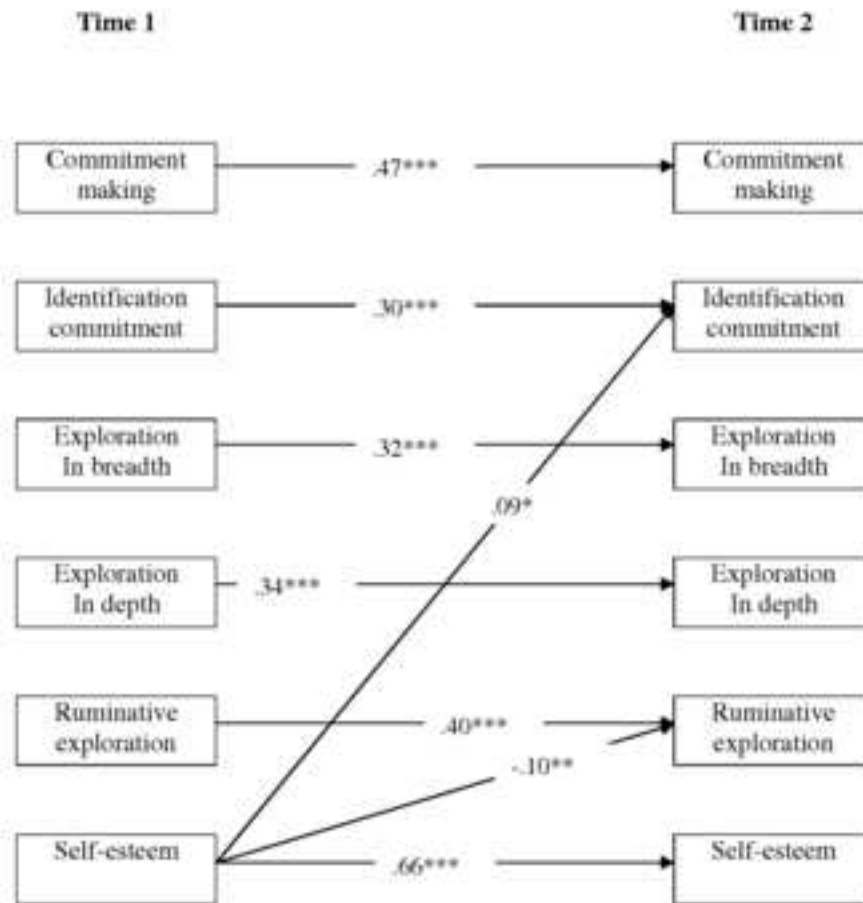 Time 1
Time 2
Commitment
making
.47***
Commitment
making
Identification
commitment
.30***
Identification
commitment
Exploration
In breadth
.32***
Exploration
In breadth
.09*
Exploration
In depth
.34***
Exploration
In depth
Ruminative
exploration
.40***
Ruminative
exploration
-.10**
Self-esteem
.66***
Self-esteem